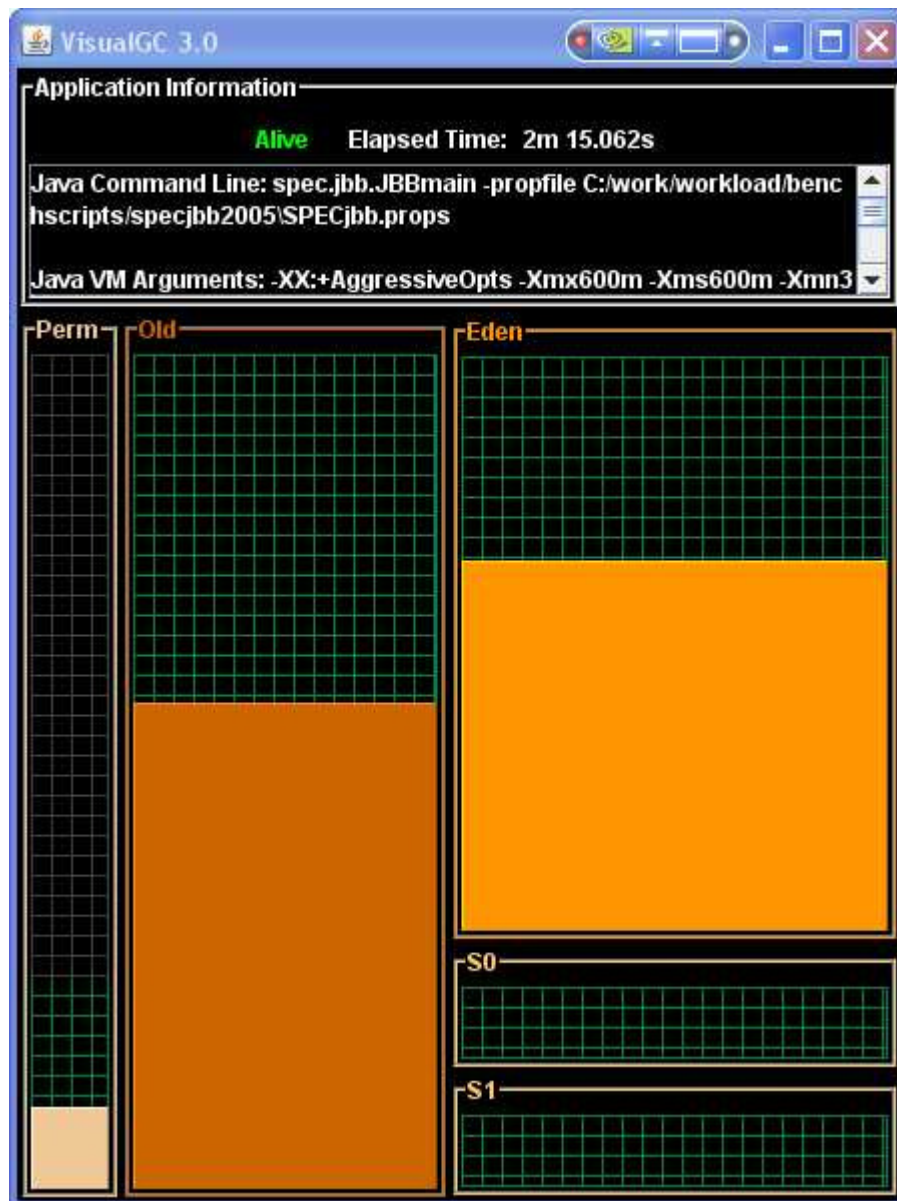 VisualGC 3.0
Application Information
Alive Elapsed Time: 2m 15.062s
Java Command Line: spec.jbb.JBBmain -propfile C:/work/workload/benc
hscripts/specjbb2005\SPECjbb.props
Java VM Arguments: -XX:+AggressiveOpts -Xmx600m -Xms600m -Xmn3
Perm
Old
Eden
S0
S1